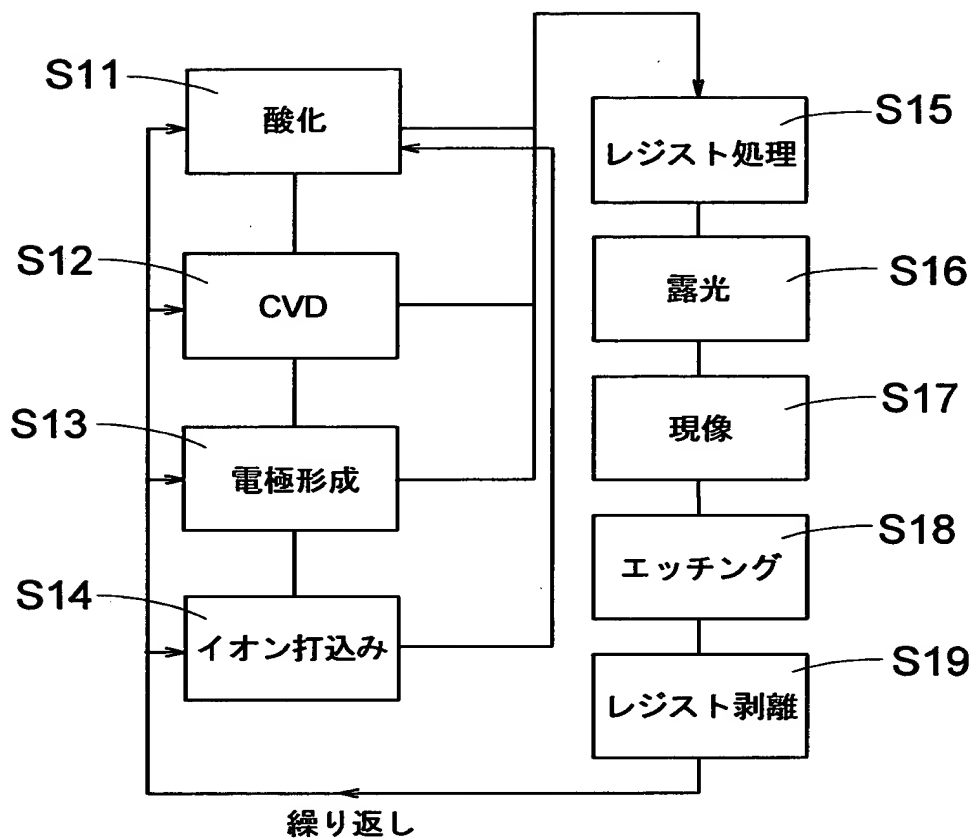 S11
酸化
S12
CVD
S13
電極形成
S14
イオン打込み
S15
レジスト処理
S16
露光
S17
現像
S18
エッチング
S19
レジスト剥離
繰り返し